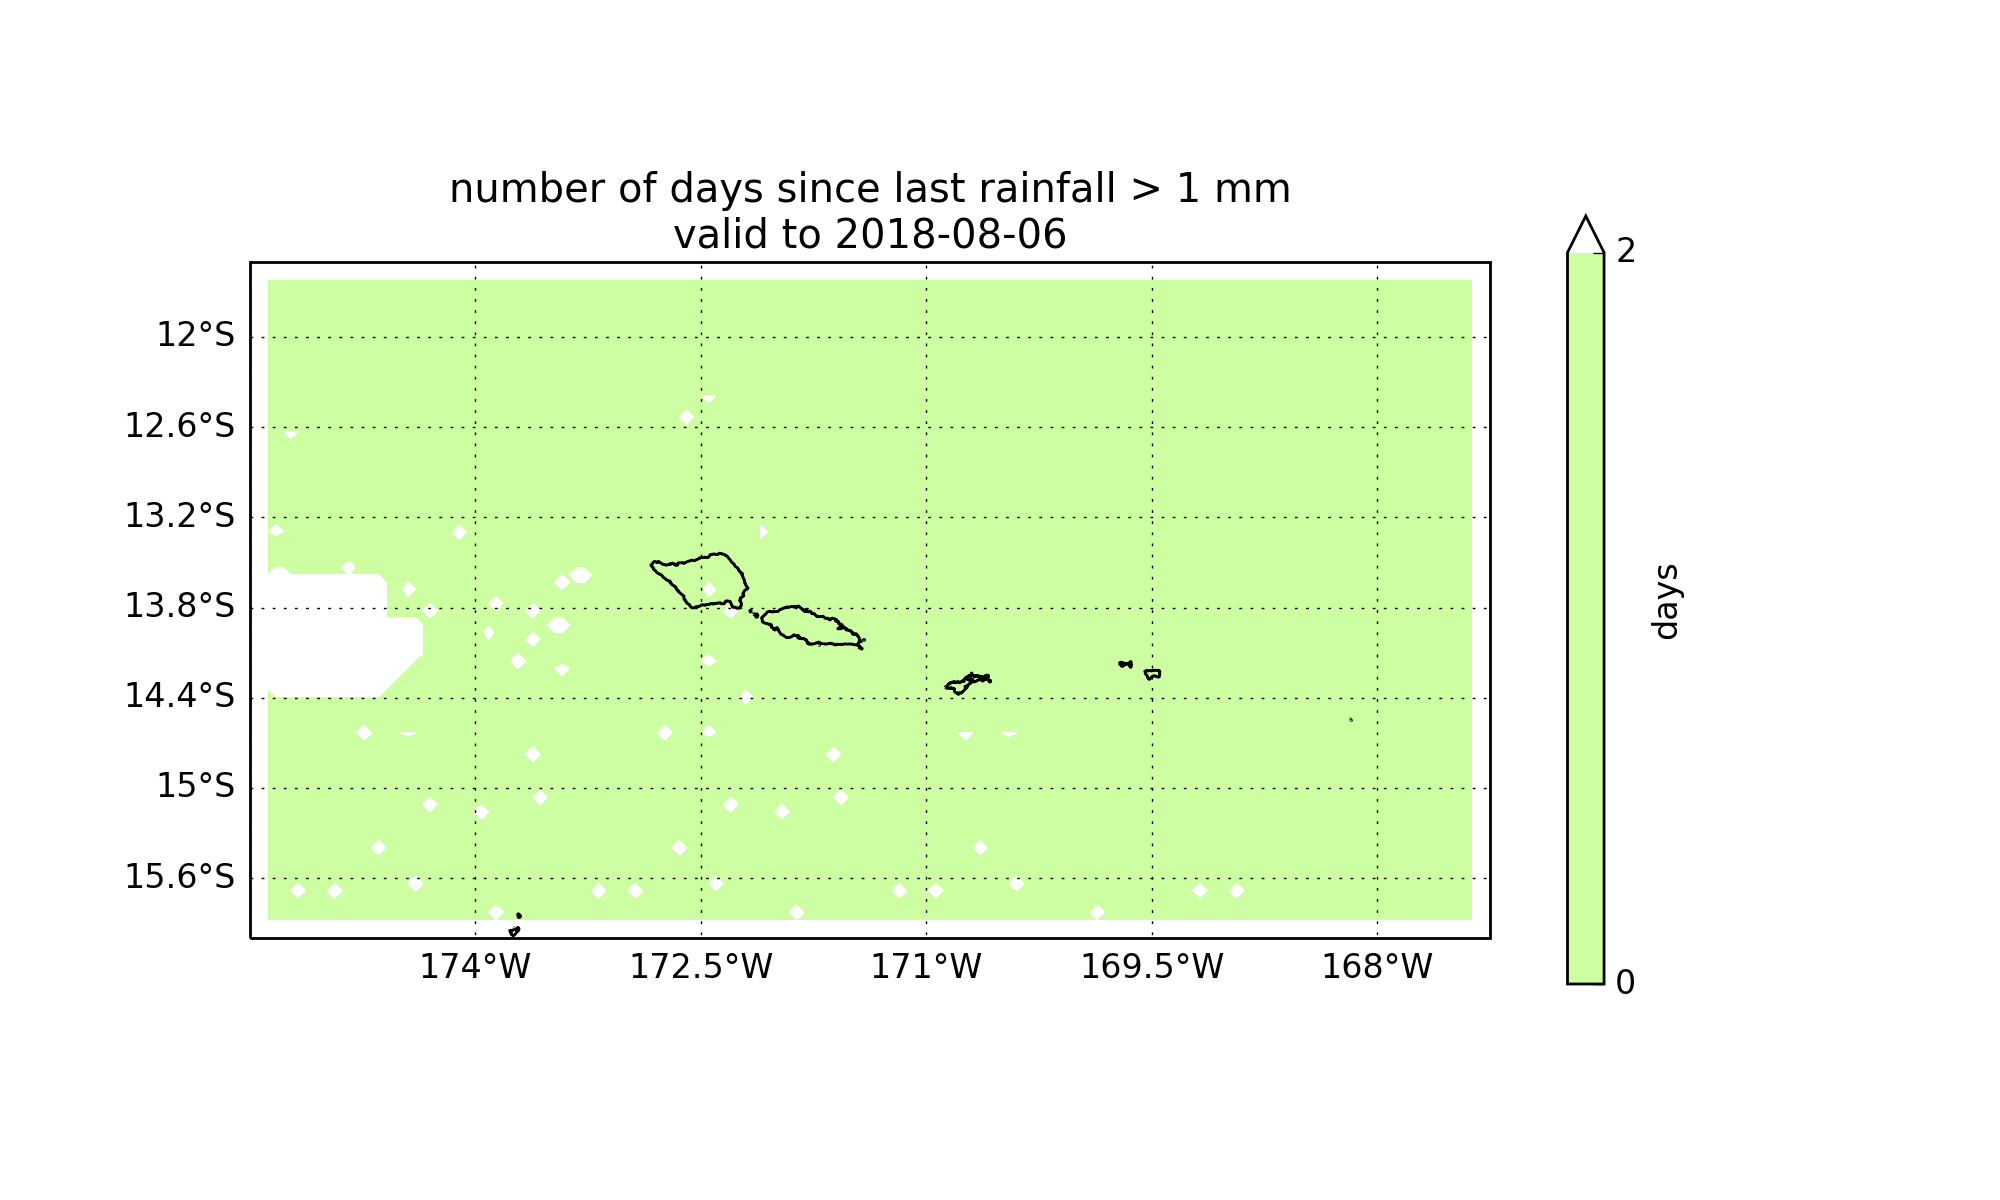 number of days since last rainfall > 1 mm
valid to 2018-08-06
2
12°S
12.6°S
13.2°S
13.8°S
days
14.4°S
15°S
15.6°S
174°W 172.5°W 171°W 169.5°W 168°W
0